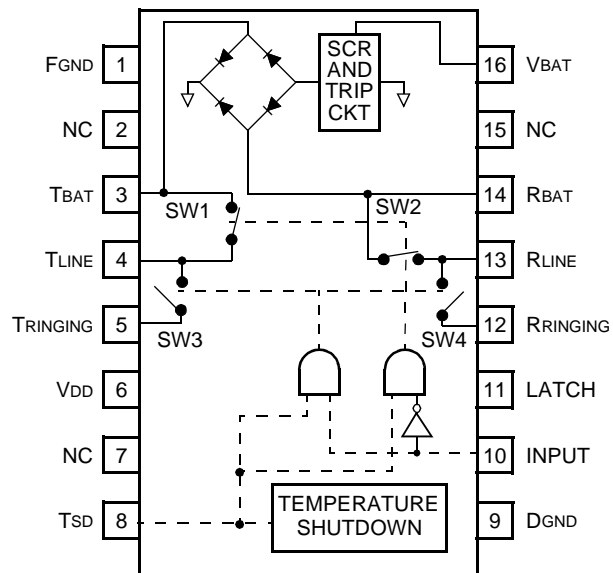 SCR
AND
TRIP
CKT
FGND 1
16 VBAT
NC 2
15 NC
TBAT 3
14 RBAT
SW1
SW2
TLINE 4
13 RLINE
TRINGING 5
12 RRINGING
SW3
SW4
VDD 6
11 LATCH
NC 7
10 INPUT
TSD 8
TEMPERATURE
SHUTDOWN
9 DGND